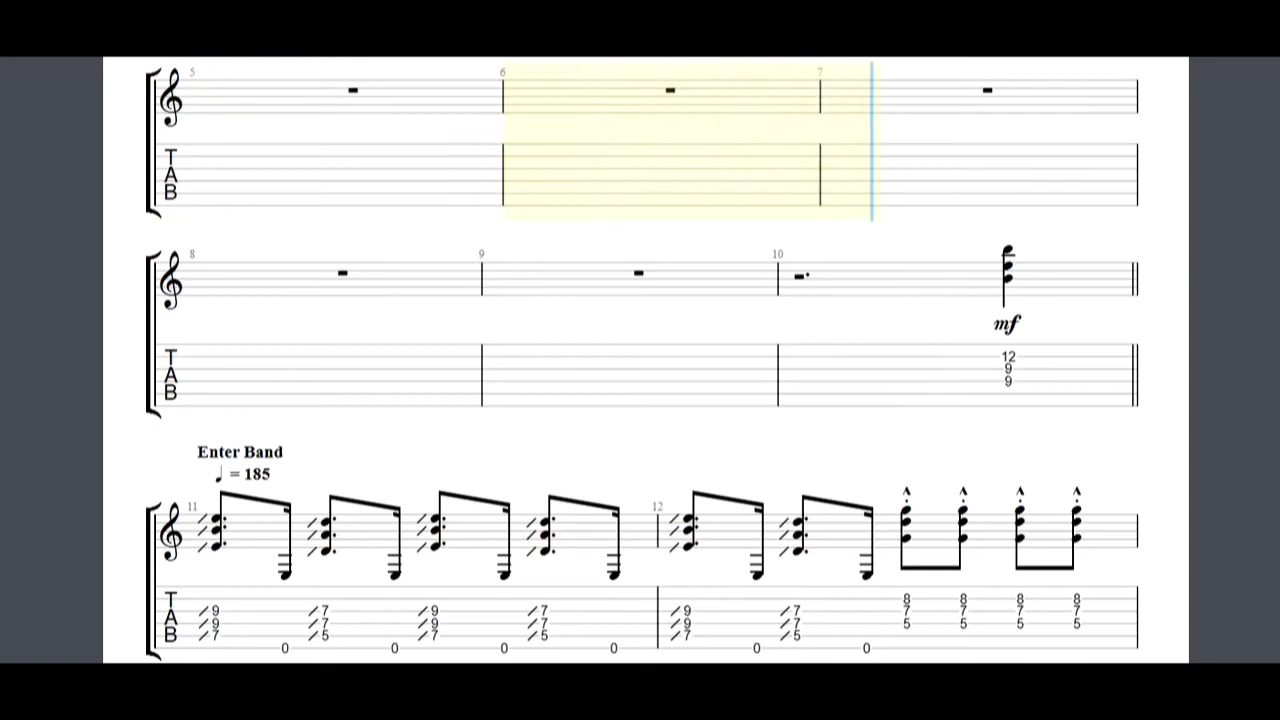 5 6 7
T
A
B
8 9 10
mf
T 12
A 9
B 9
Enter Band
♩ = 185
11 12
T 8 8 8 8
A 9 7 9 7 9 7 7 7 7 7
9 7 9 7 9 7 5 5 5 5
B 7 5 7 5 7 5
0 0 0 0 0 0